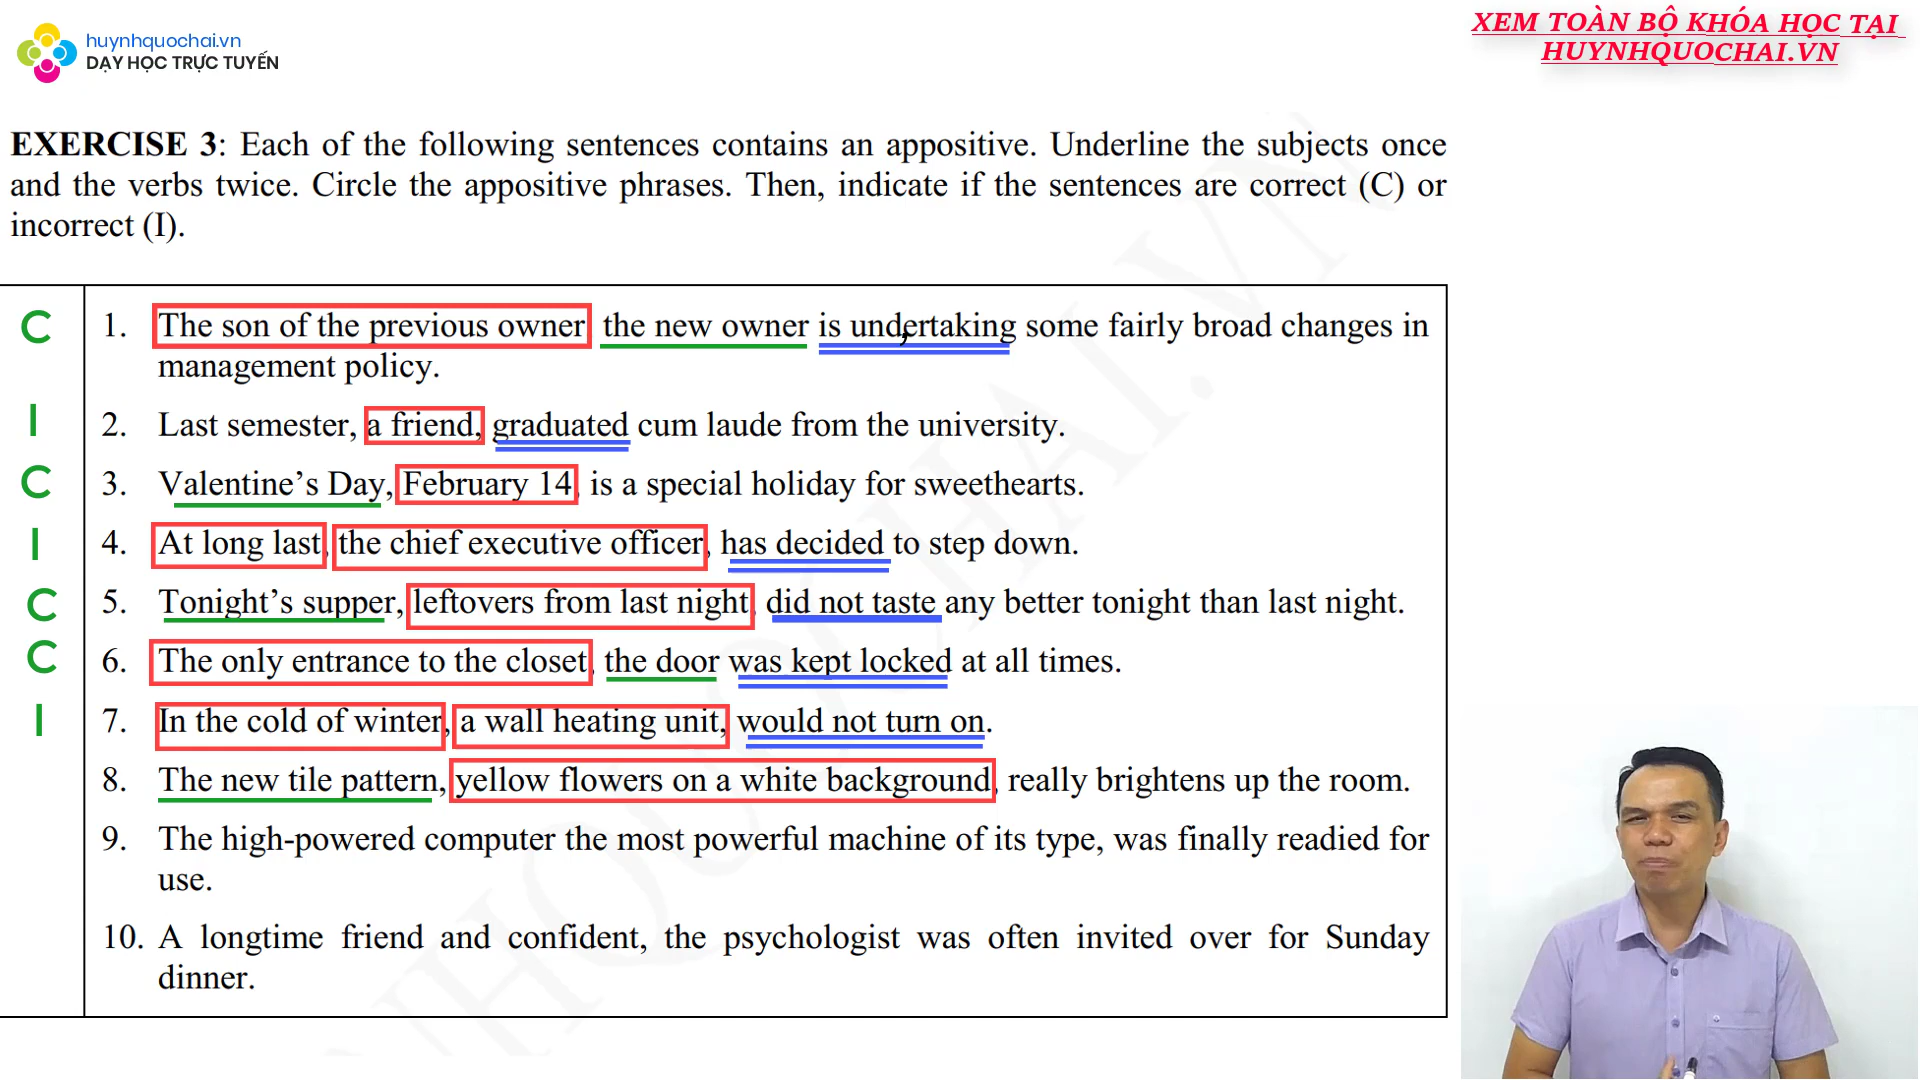 huynhquochai.vn
DẠY HỌC TRỰC TUYẾN
XEM TOÀN BỘ KHÓA HỌC TẠI
HUYNHQUOCHAI.VN
EXERCISE 3: Each of the following sentences contains an appositive. Underline the subjects once
and the verbs twice. Circle the appositive phrases. Then, indicate if the sentences are correct (C) or
incorrect (I).
C 1. The son of the previous owner, the new owner is undertaking some fairly broad changes in
management policy.
I 2. Last semester, a friend, graduated cum laude from the university.
C 3. Valentine’s Day, February 14, is a special holiday for sweethearts.
I 4. At long last, the chief executive officer, has decided to step down.
C 5. Tonight’s supper, leftovers from last night, did not taste any better tonight than last night.
C 6. The only entrance to the closet, the door was kept locked at all times.
I 7. In the cold of winter, a wall heating unit, would not turn on.
8. The new tile pattern, yellow flowers on a white background, really brightens up the room.
9. The high-powered computer the most powerful machine of its type, was finally readied for
use.
10. A longtime friend and confident, the psychologist was often invited over for Sunday
dinner.